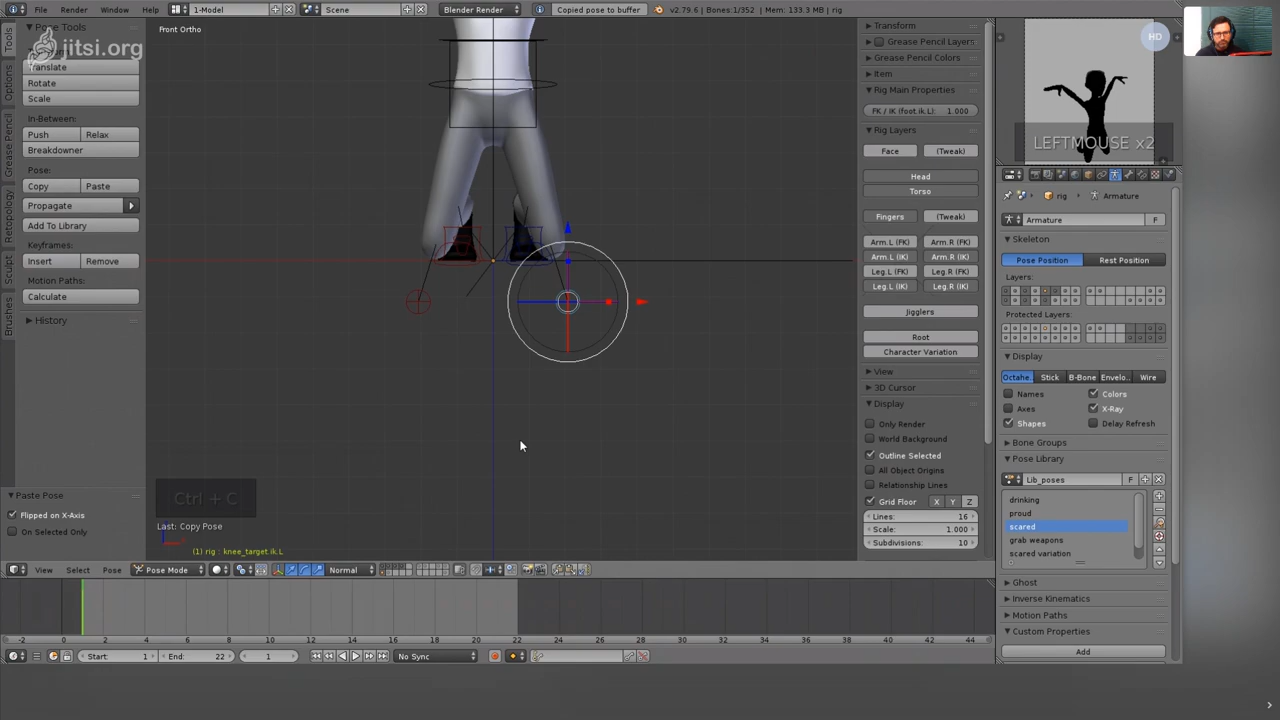 File
Render
Window
Help
1-Model
Scene
Blender Render
Copied pose to buffer
v2.79.6 | Bones:1/352 | Mem: 133.3 MB | rig
Tools
Options
Grease Pencil
Retopology
Sculpt
Brushes
Pose Tools
jitsi.org
Translate
Rotate
Scale
In-Between:
Push
Relax
Breakdowner
Pose:
Copy
Paste
Propagate
Add To Library
Keyframes:
Insert
Remove
Motion Paths:
Calculate
History
Paste Pose
Flipped on X-Axis
On Selected Only
Front Ortho
Ctrl + C
Last: Copy Pose
(1) rig : knee_target.ik.L
View
Select
Pose
Pose Mode
Normal
Transform
Grease Pencil Layers
Grease Pencil Colors
Item
Rig Main Properties
FK / IK (foot.ik.L): 1.000
Rig Layers
Face
(Tweak)
Head
Torso
Fingers
(Tweak)
Arm.L (FK)
Arm.R (FK)
Arm.L (IK)
Arm.R (IK)
Leg.L (FK)
Leg.R (FK)
Leg.L (IK)
Leg.R (IK)
Jigglers
Root
Character Variation
View
3D Cursor
Display
Only Render
World Background
Outline Selected
All Object Origins
Relationship Lines
Grid Floor
X
Y
Z
Lines: 16
Scale: 1.000
Subdivisions: 10
HD
LEFTMOUSE x2
rig
Armature
Armature
F
Skeleton
Pose Position
Rest Position
Layers:
Protected Layers:
Display
Octahe..
Stick
B-Bone
Envelo..
Wire
Names
Colors
Axes
X-Ray
Shapes
Delay Refresh
Bone Groups
Pose Library
Lib_poses
F
drinking
proud
scared
grab weapons
scared variation
Ghost
Inverse Kinematics
Motion Paths
Custom Properties
Add
-2 0 2 4 6 8 10 12 14 16 18 20 22 24 26 28 30 32 34 36 38 40 42 44
Start: 1
End: 22
1
No Sync